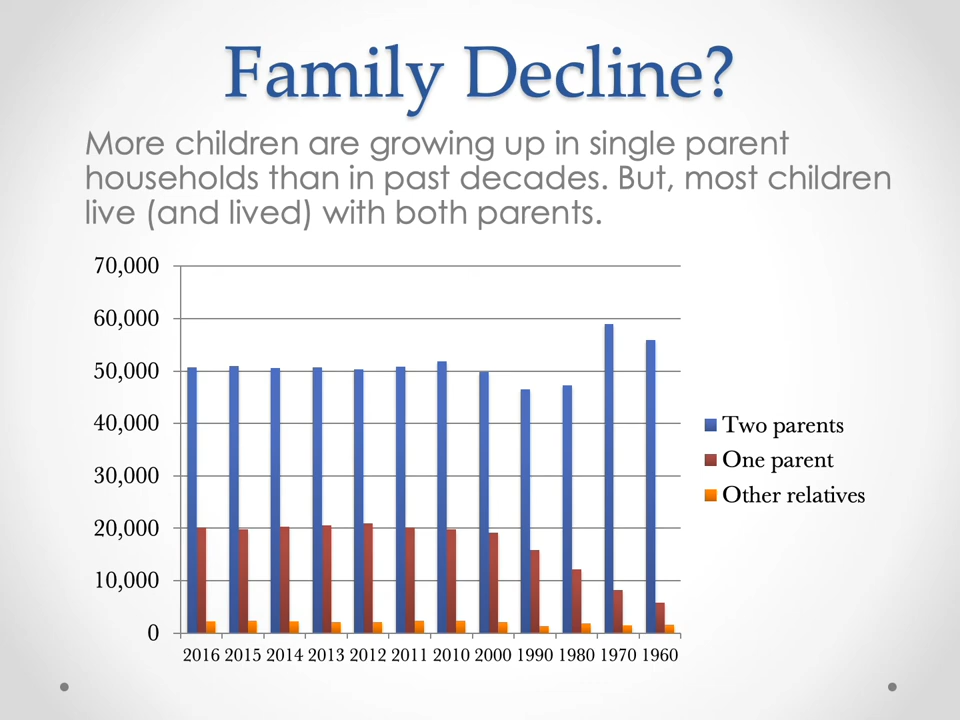 Family Decline?
More children are growing up in single parent
households than in past decades. But, most children
live (and lived) with both parents.
70,000
60,000
50,000
40,000
30,000
20,000
10,000
0
2016 2015 2014 2013 2012 2011 2010 2000 1990 1980 1970 1960
Two parents
One parent
Other relatives